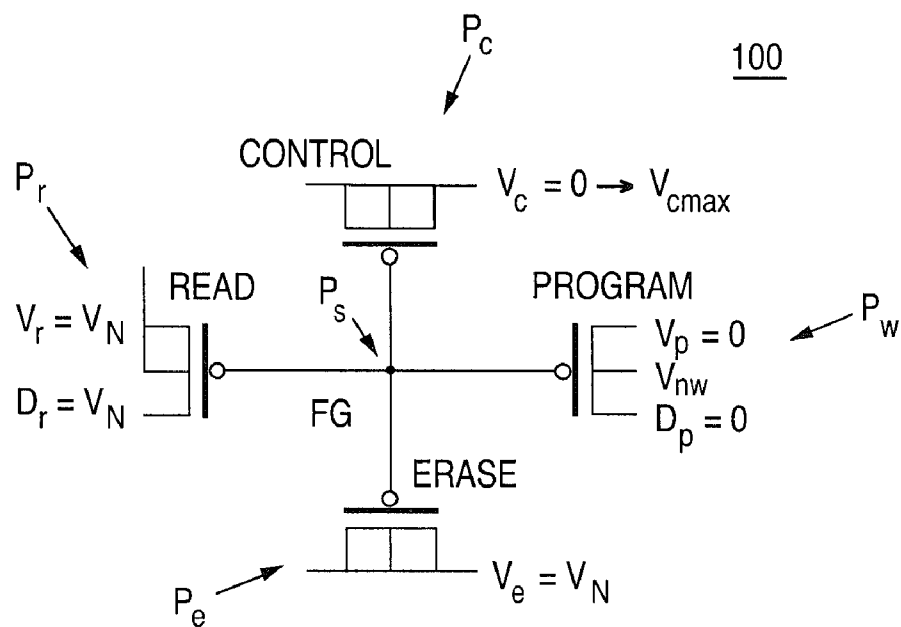 P_c
100
CONTROL
V_c = 0 → V_cmax
P_r
READ
P_s
PROGRAM
P_w
V_r = V_N
V_p = 0
V_nw
D_r = V_N
D_p = 0
FG
ERASE
V_e = V_N
P_e